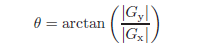 θ = arctan ( |G_y| / |G_x| )